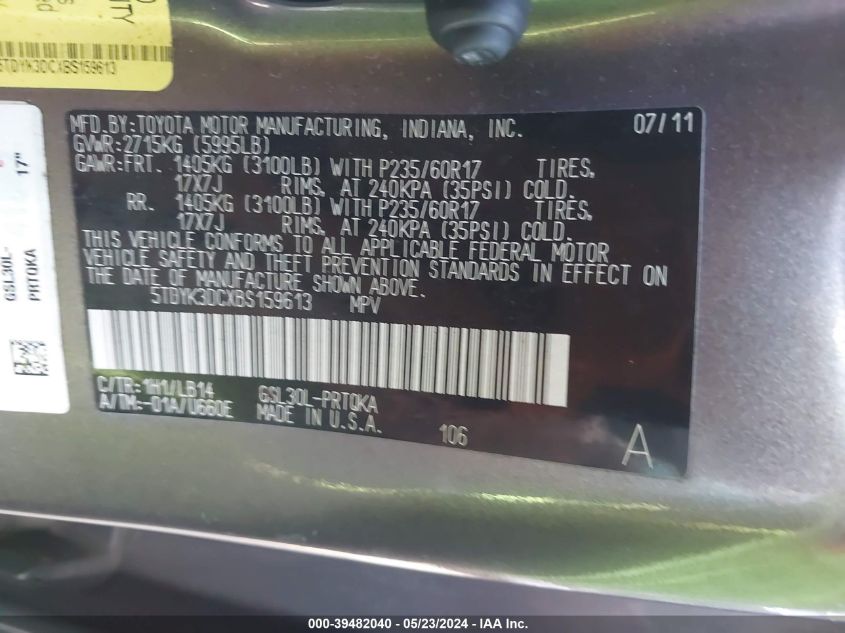 TY
5TDYK3DCXBS159613
17"
GSL30L-
PRTQKA
MFD.BY:TOYOTA MOTOR MANUFACTURING, INDIANA, INC. 07/11
GVWR:2715KG (5995LB)
GAWR:FRT. 1405KG (3100LB) WITH P235/60R17 TIRES,
17X7J RIMS, AT 240KPA (35PSI) COLD.
RR. 1405KG (3100LB) WITH P235/60R17 TIRES,
17X7J RIMS, AT 240KPA (35PSI) COLD.
THIS VEHICLE CONFORMS TO ALL APPLICABLE FEDERAL MOTOR
VEHICLE SAFETY AND THEFT PREVENTION STANDARDS IN EFFECT ON
THE DATE OF MANUFACTURE SHOWN ABOVE.
5TDYK3DCXBS159613 MPV
C/TR:1H1/LB14 GSL30L-PRTQKA
A/TM:-01A/U660E MADE IN U.S.A.
106 A
000-39482040 - 05/23/2024 - IAA Inc.